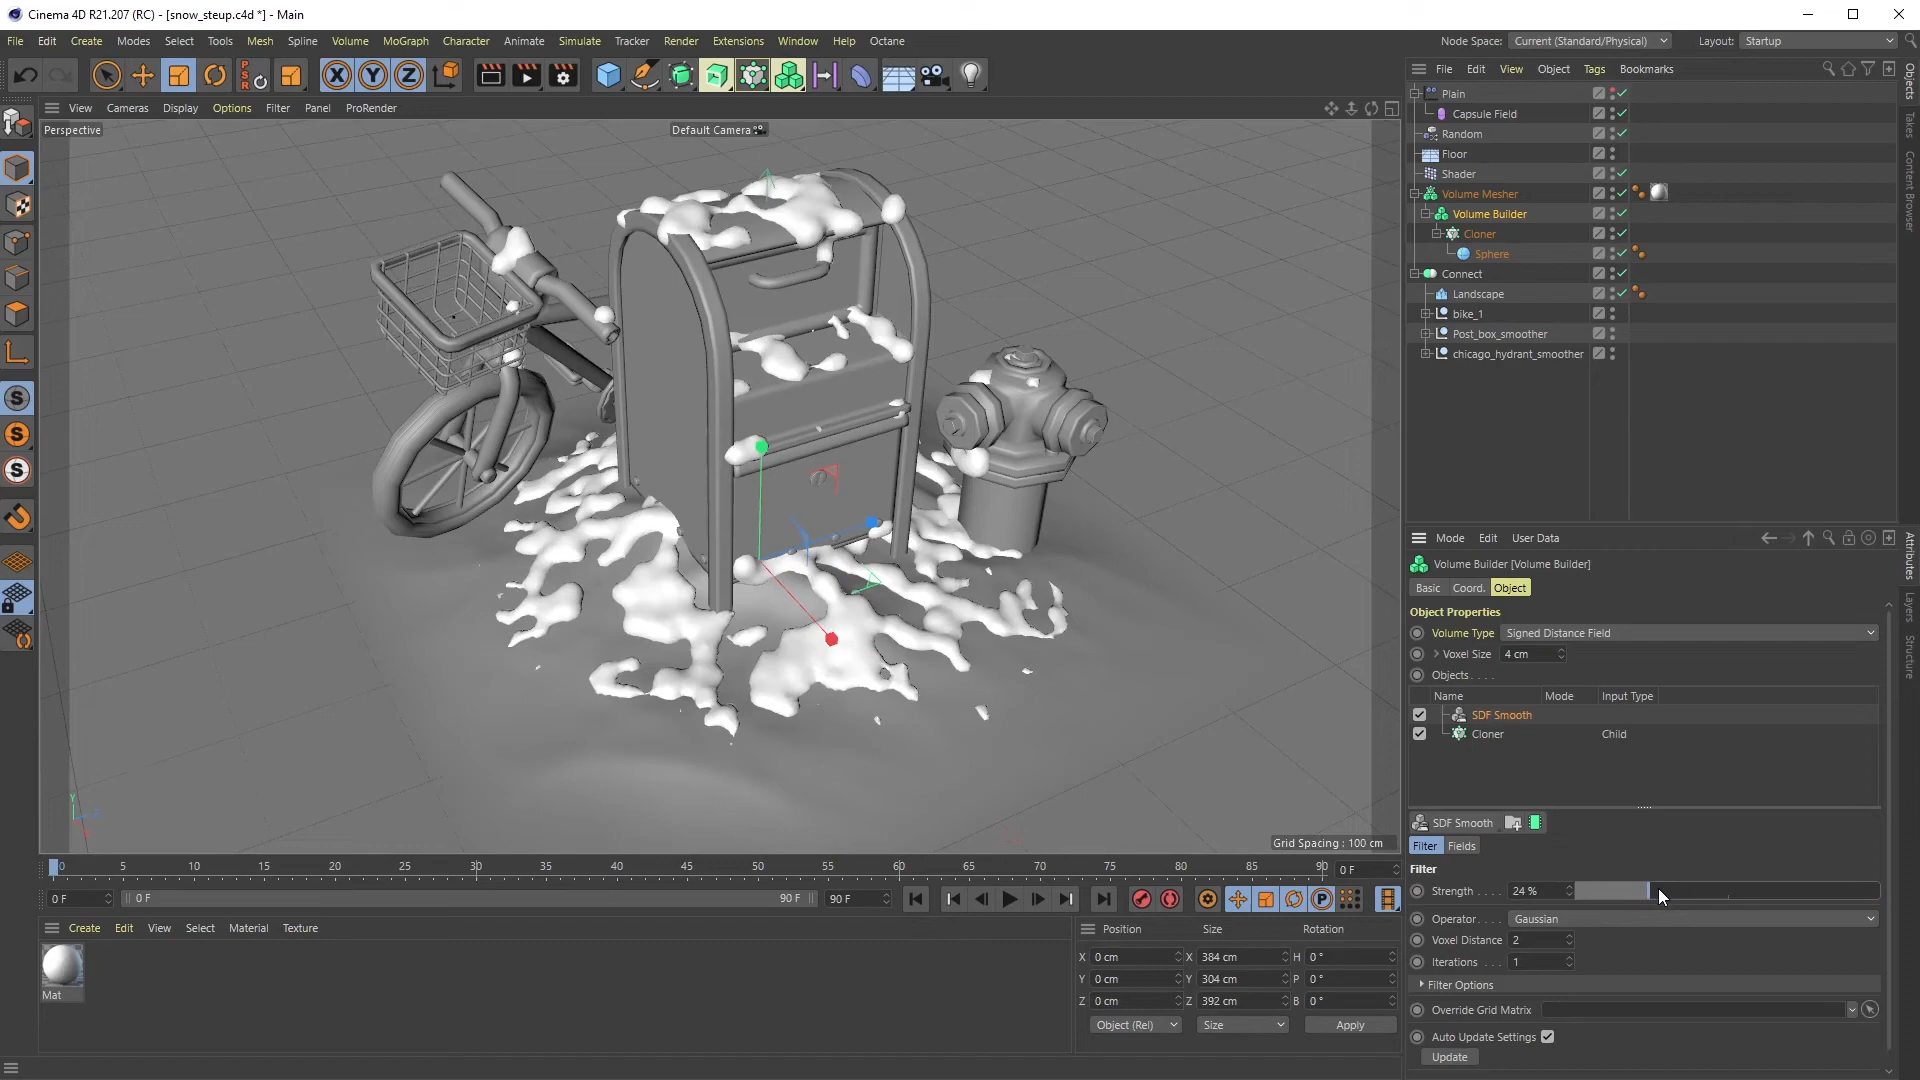 Cinema 4D R21.207 (RC) - [snow_steup.c4d *] - Main
File Edit Create Modes Select Tools Mesh Spline Volume MoGraph Character Animate Simulate Tracker Render Extensions Window Help Octane
Node Space: Current (Standard/Physical) Layout: Startup
X Y Z
File Edit View Object Tags Bookmarks
View Cameras Display Options Filter Panel ProRender
Perspective
Default Camera
Plain
Capsule Field
Random
Floor
Shader
Volume Mesher
Volume Builder
Cloner
Sphere
Connect
Landscape
bike_1
Post_box_smoother
chicago_hydrant_smoother
Objects
Takes
Content Browser
Mode Edit User Data
Volume Builder [Volume Builder]
Basic Coord. Object
Object Properties
Volume Type Signed Distance Field
Voxel Size 4 cm
Objects. . . .
Name Mode Input Type
SDF Smooth
Cloner Child
SDF Smooth
Filter Fields
Filter
Strength . . . . 24 %
Operator. . . . Gaussian
Voxel Distance 2
Iterations . . . 1
Filter Options
Override Grid Matrix
Auto Update Settings
Update
Attributes
Layers
Structure
Grid Spacing : 100 cm
0 5 10 15 20 25 30 35 40 45 50 55 60 65 70 75 80 85 90 0 F
0 F 0 F 90 F 90 F
Create Edit View Select Material Texture
Mat
Position Size Rotation
X 0 cm X 384 cm H 0 °
Y 0 cm Y 304 cm P 0 °
Z 0 cm Z 392 cm B 0 °
Object (Rel) Size Apply